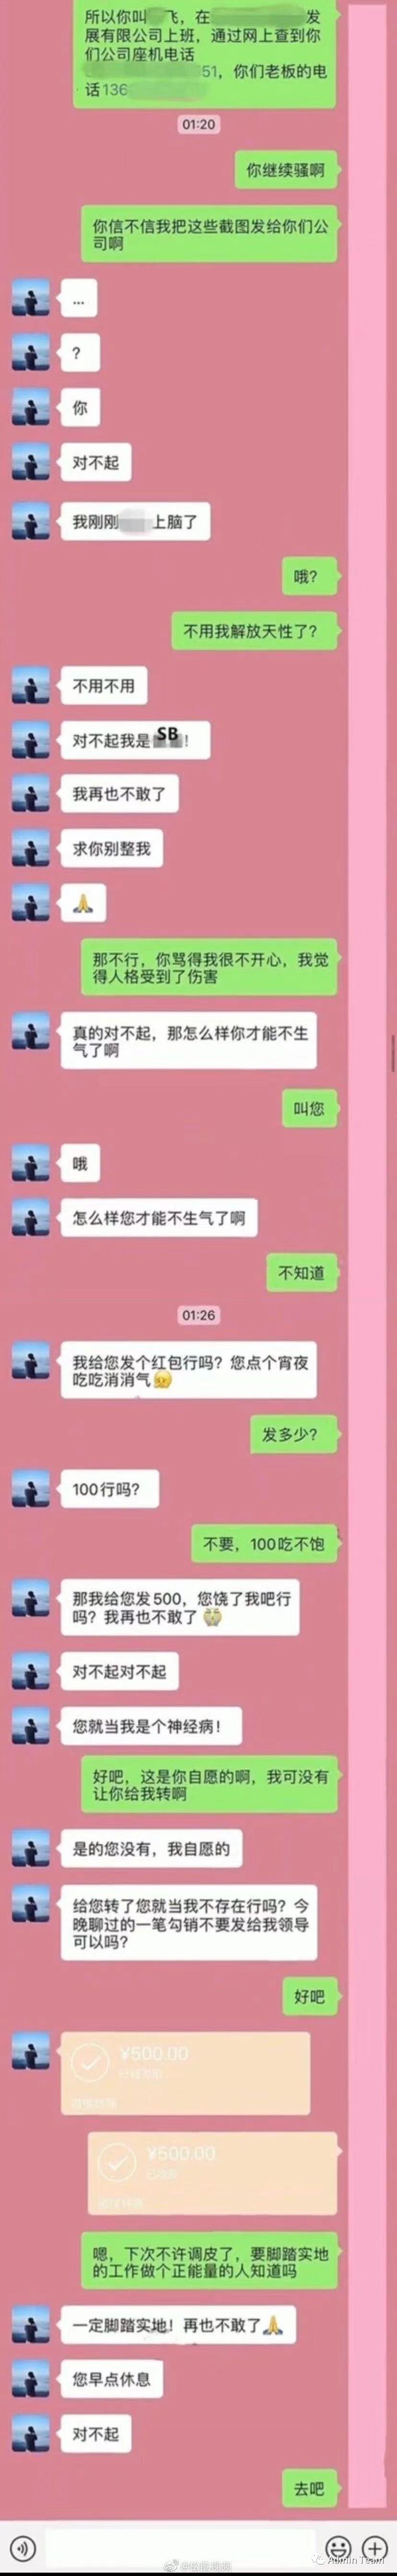 所以你叫 飞，在 发
展有限公司上班，通过网上查到你
们公司座机电话
51，你们老板的电
话136
01:20
你继续骚啊
你信不信我把这些截图发给你们公
司啊
...
?
你
对不起
我刚刚 上脑了
哦?
不用我解放天性了?
不用不用
对不起我是SB!
我再也不敢了
求你别整我
🙏
那不行，你骂得我很不开心，我觉
得人格受到了伤害
真的对不起，那怎么样你才能不生
气了啊
叫您
哦
怎么样您才能不生气了啊
不知道
01:26
我给您发个红包行吗？您点个宵夜
吃吃消消气
发多少?
100行吗?
不要，100吃不饱
那我给您发500，您饶了我吧行
吗？我再也不敢了
对不起对不起
您就当我是个神经病!
好吧，这是你自愿的啊，我可没有
让你给我转啊
是的您没有，我自愿的
给您转了您就当我不存在行吗？今
晚聊过的一笔勾销不要发给我领导
可以吗?
好吧
¥500.00
¥500.00
嗯，下次不许调皮了，要脚踏实地
的工作做个正能量的人知道吗
一定脚踏实地！再也不敢了🙏
您早点休息
对不起
去吧
Admin Team